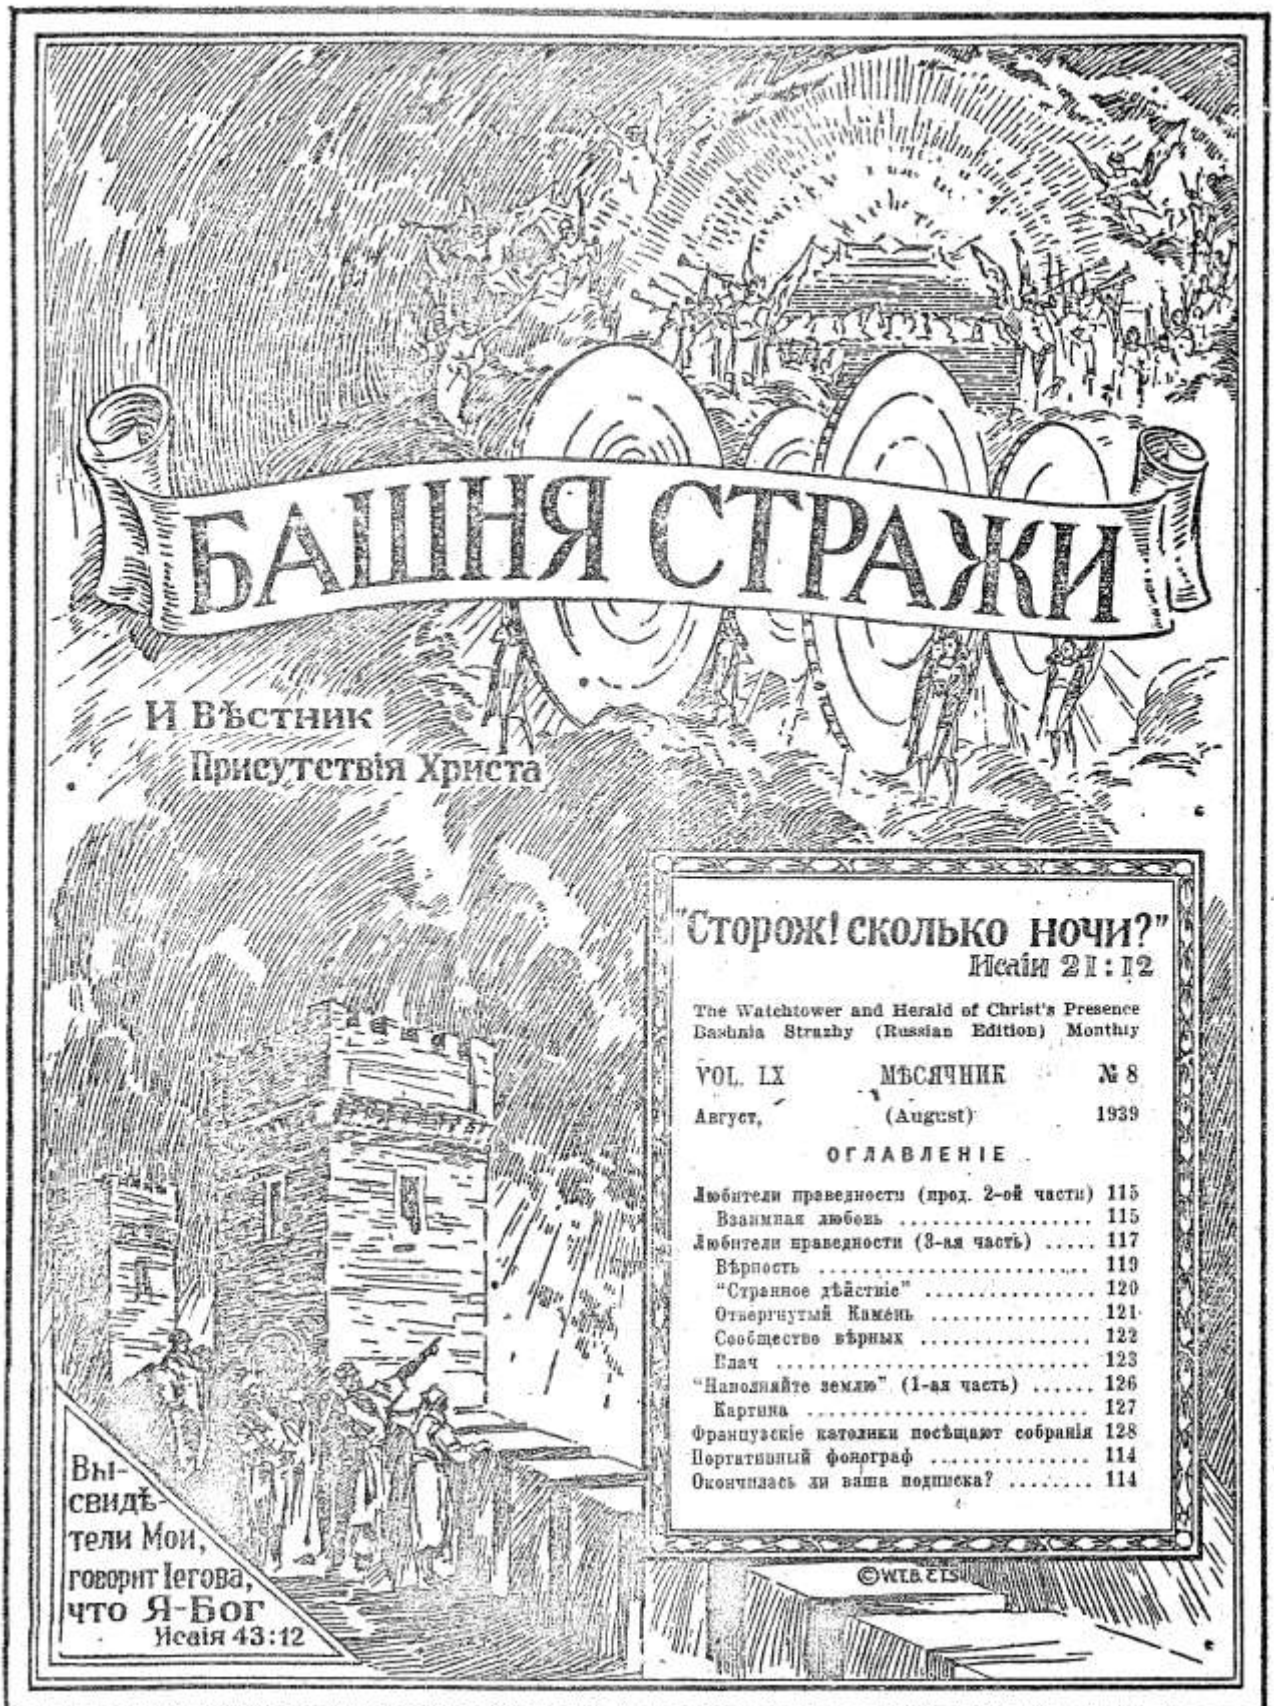 БАШНЯ СТРАЖИ
И ВѢСТНИК
ПРИСУТСТВІЯ ХРИСТА
"СТОРОЖ! СКОЛЬКО НОЧИ?"
Исаіи 21:12
The Watchtower and Herald of Christ's Presence
Bashnia Strazhy (Russian Edition) Monthly
VOL. LX МѢСЯЧНИК № 8
Август, (August) 1939
ОГЛАВЛЕНІЕ
Любители праведности (прод. 2-ой части) 115
Взаимная любовь .................. 115
Любители праведности (3-ая часть) ..... 117
Вѣрность .......................... 119
"Странное дѣйствіе" ................ 120
Отвергнутый Камень ............... 121
Сообщество вѣрных ................ 122
Плач .............................. 123
"Наполняйте землю" (1-ая часть) ...... 126
Картина ........................... 127
Французскіе католики посѣщают собранія 128
Портативный фонограф ............... 114
Окончилась ли ваша подписка? ........ 114
ВЫ-
СВИДѢ-
ТЕЛИ МОИ,
ГОВОРИТ ІЕГОВА,
ЧТО Я-БОГ
Исаія 43:12
©W.T.B. & T.S.